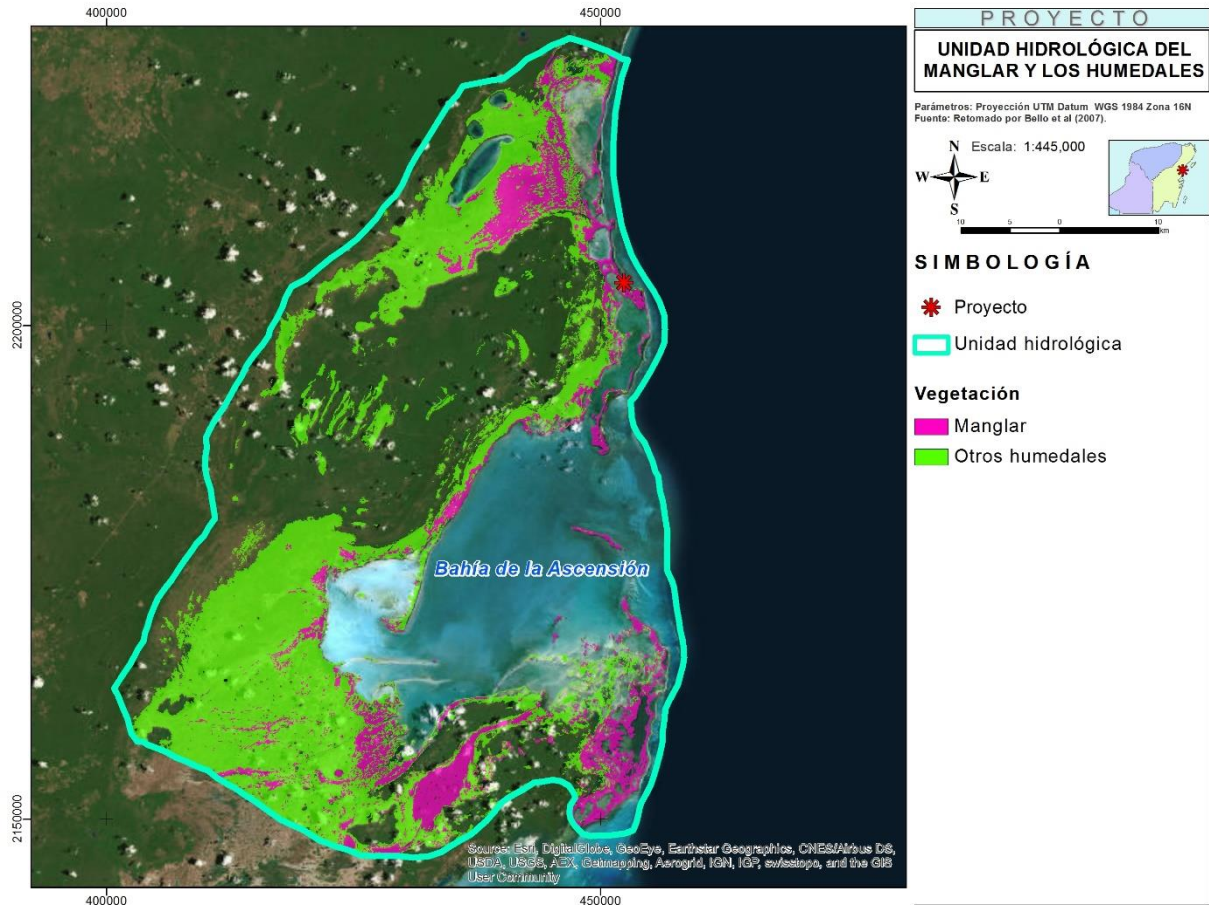 400000
450000
2200000
2150000
Bahía de la Ascensión
Source: Esri, DigitalGlobe, GeoEye, Earthstar Geographics, CNES/Airbus DS,
USDA, USGS, AEX, Getmapping, Aerogrid, IGN, IGP, swisstopo, and the GIS
User Community
400000
450000
PROYECTO
UNIDAD HIDROLÓGICA DEL
MANGLAR Y LOS HUMEDALES
Parámetros: Proyección UTM Datum WGS 1984 Zona 16N
Fuente: Retomado por Bello et al (2007).
N
Escala: 1:445,000
W E
S
10 5 0 10
km
SIMBOLOGÍA
Proyecto
Unidad hidrológica
Vegetación
Manglar
Otros humedales